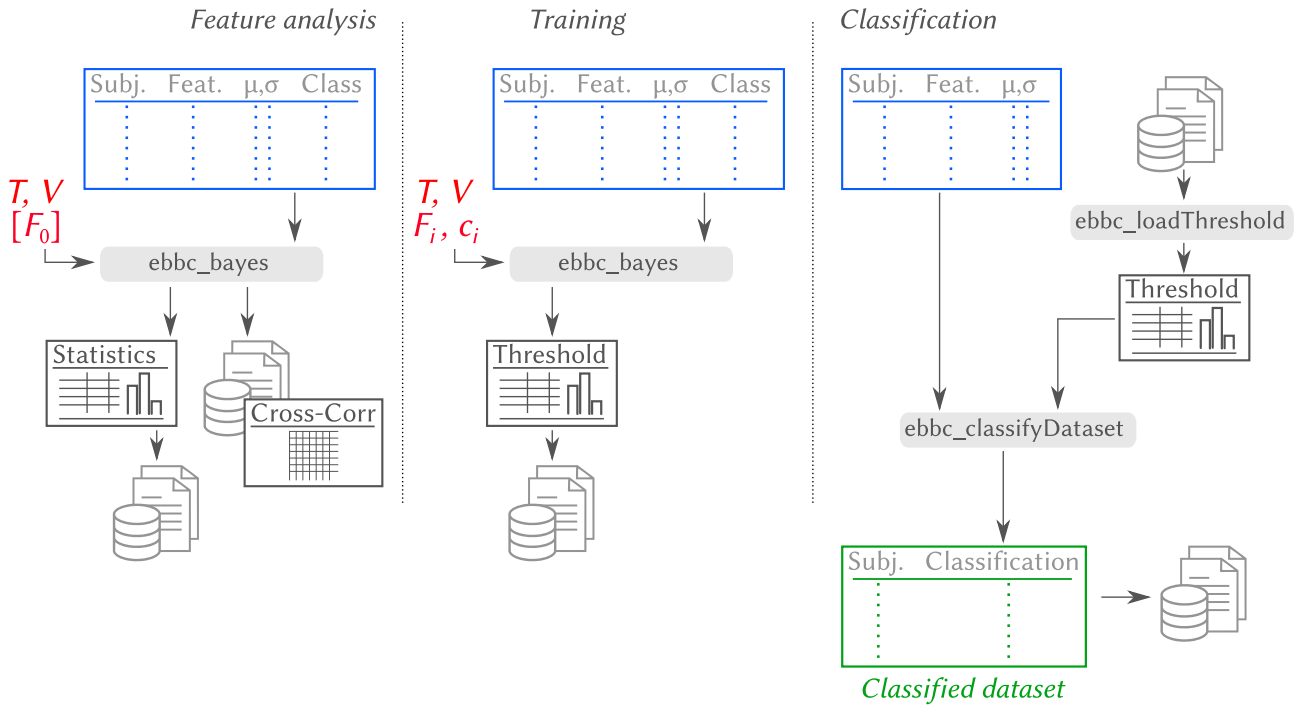 Feature analysis
Subj. Feat. μ,σ Class
T, V
[F₀]
ebbc_bayes
Statistics
Cross-Corr
Training
Subj. Feat. μ,σ Class
T, V
Fᵢ , cᵢ
ebbc_bayes
Threshold
Classification
Subj. Feat. μ,σ
ebbc_loadThreshold
Threshold
ebbc_classifyDataset
Subj. Classification
Classified dataset